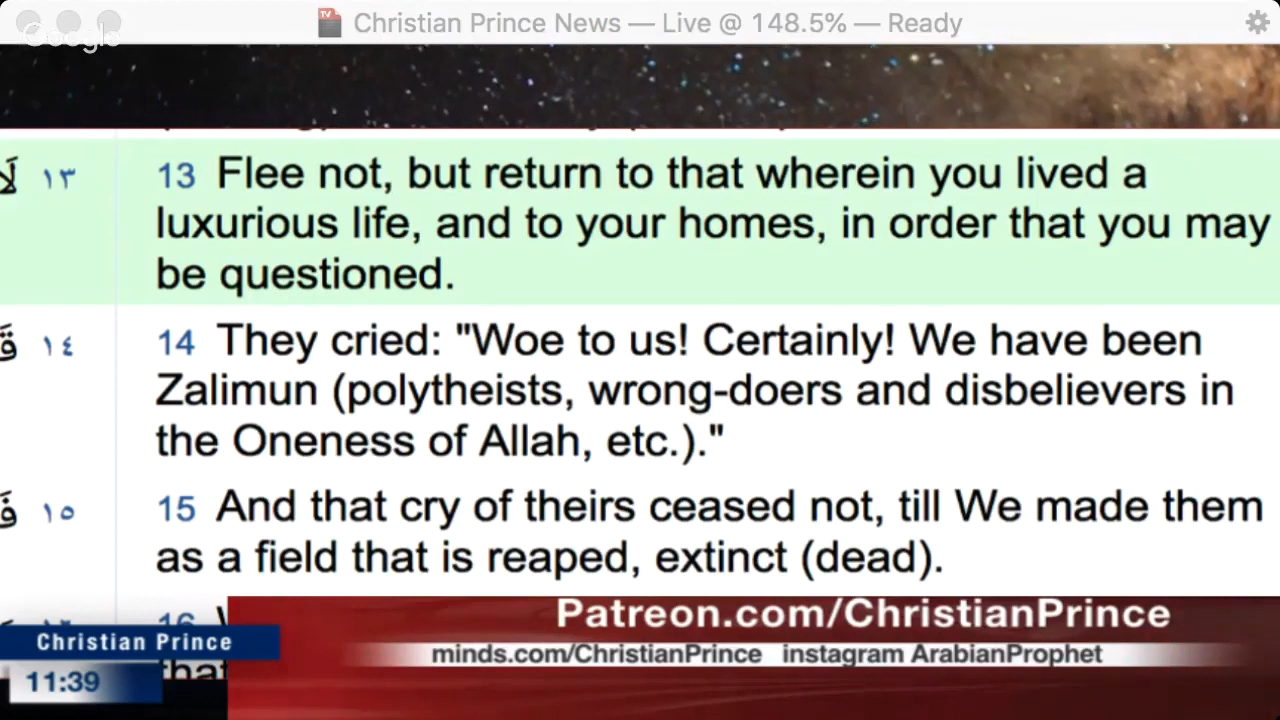 Christian Prince News — Live @ 148.5% — Ready
Google
TV
١٣ 13 Flee not, but return to that wherein you lived a
luxurious life, and to your homes, in order that you may
be questioned.
١٤ 14 They cried: "Woe to us! Certainly! We have been
Zalimun (polytheists, wrong-doers and disbelievers in
the Oneness of Allah, etc.)."
١٥ 15 And that cry of theirs ceased not, till We made them
as a field that is reaped, extinct (dead).
16
that
Patreon.com/ChristianPrince
Christian Prince
minds.com/ChristianPrince instagram ArabianProphet
11:39